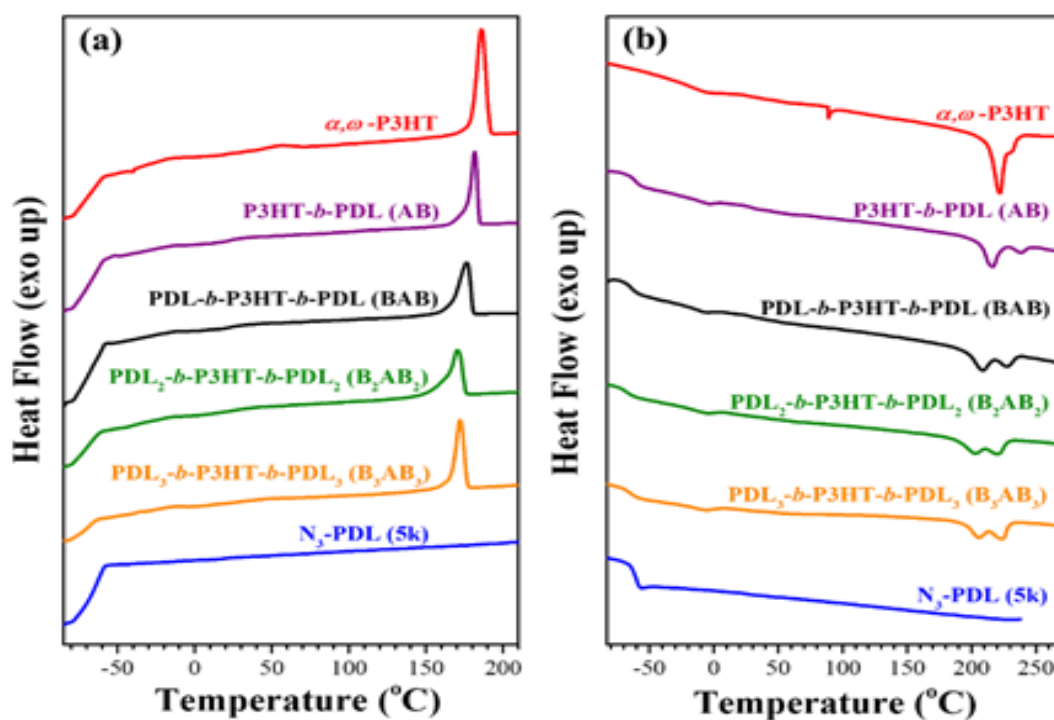 (a)
α,ω-P3HT
P3HT-b-PDL (AB)
PDL-b-P3HT-b-PDL (BAB)
PDL₂-b-P3HT-b-PDL₂ (B₂AB₂)
PDL₃-b-P3HT-b-PDL₃ (B₃AB₃)
N₃-PDL (5k)
Heat Flow (exo up)
-50 0 50 100 150 200
Temperature (°C)
(b)
α,ω-P3HT
P3HT-b-PDL (AB)
PDL-b-P3HT-b-PDL (BAB)
PDL₂-b-P3HT-b-PDL₂ (B₂AB₂)
PDL₃-b-P3HT-b-PDL₃ (B₃AB₃)
N₃-PDL (5k)
Heat Flow (exo up)
-50 0 50 100 150 200 250
Temperature (°C)